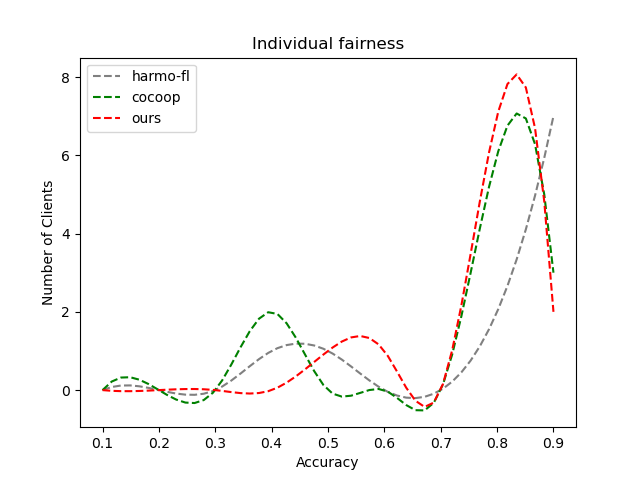 Individual fairness
harmo-fl
cocoop
ours
Number of Clients
8
6
4
2
0
0.1 0.2 0.3 0.4 0.5 0.6 0.7 0.8 0.9
Accuracy